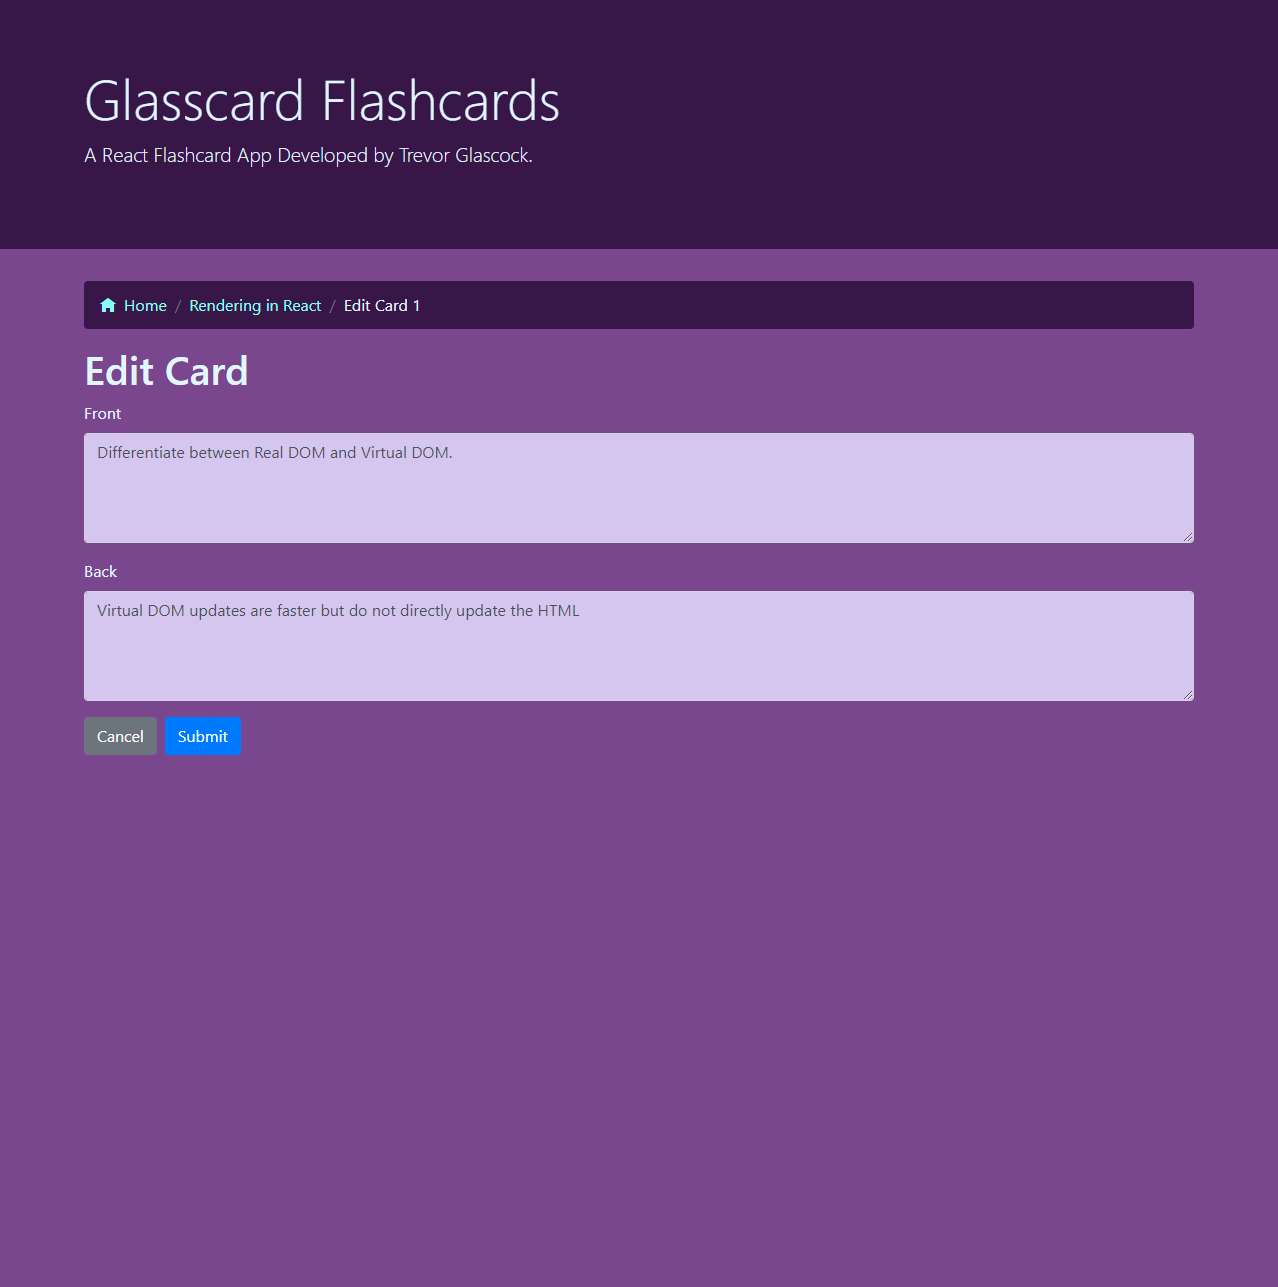 Glasscard Flashcards
A React Flashcard App Developed by Trevor Glascock.
Home / Rendering in React / Edit Card 1
Edit Card
Front
Differentiate between Real DOM and Virtual DOM.
Back
Virtual DOM updates are faster but do not directly update the HTML
Cancel Submit